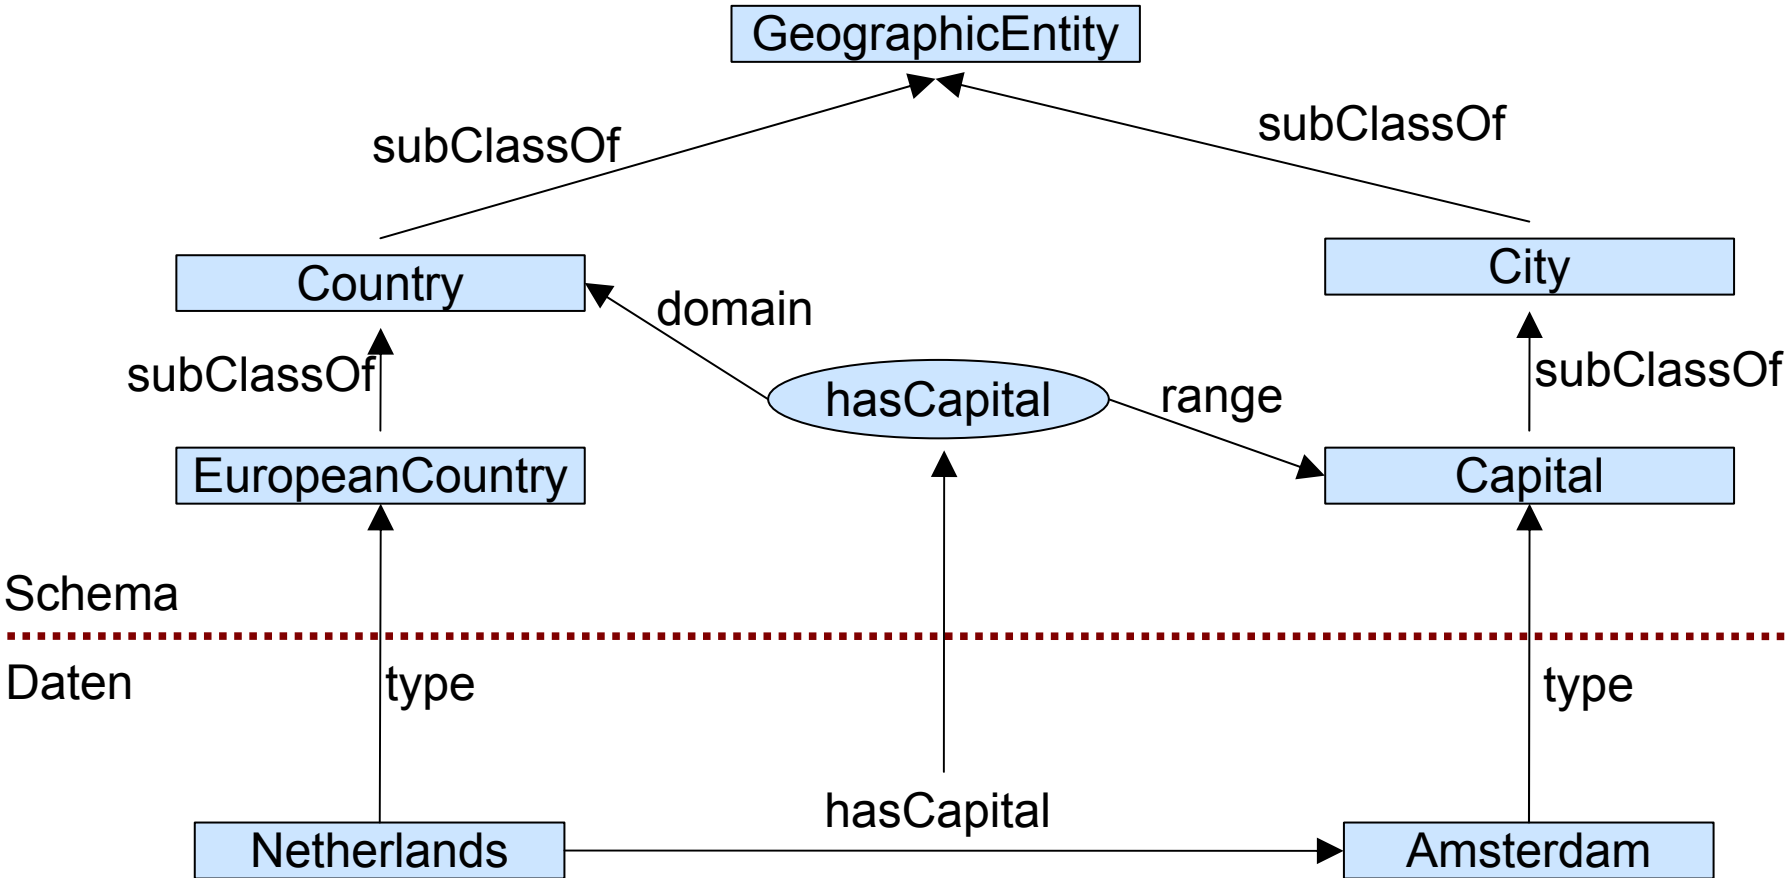 GeographicEntity
subClassOf
subClassOf
Country
City
domain
subClassOf
hasCapital
range
subClassOf
EuropeanCountry
Capital
Schema
Daten
type
type
hasCapital
Netherlands
Amsterdam